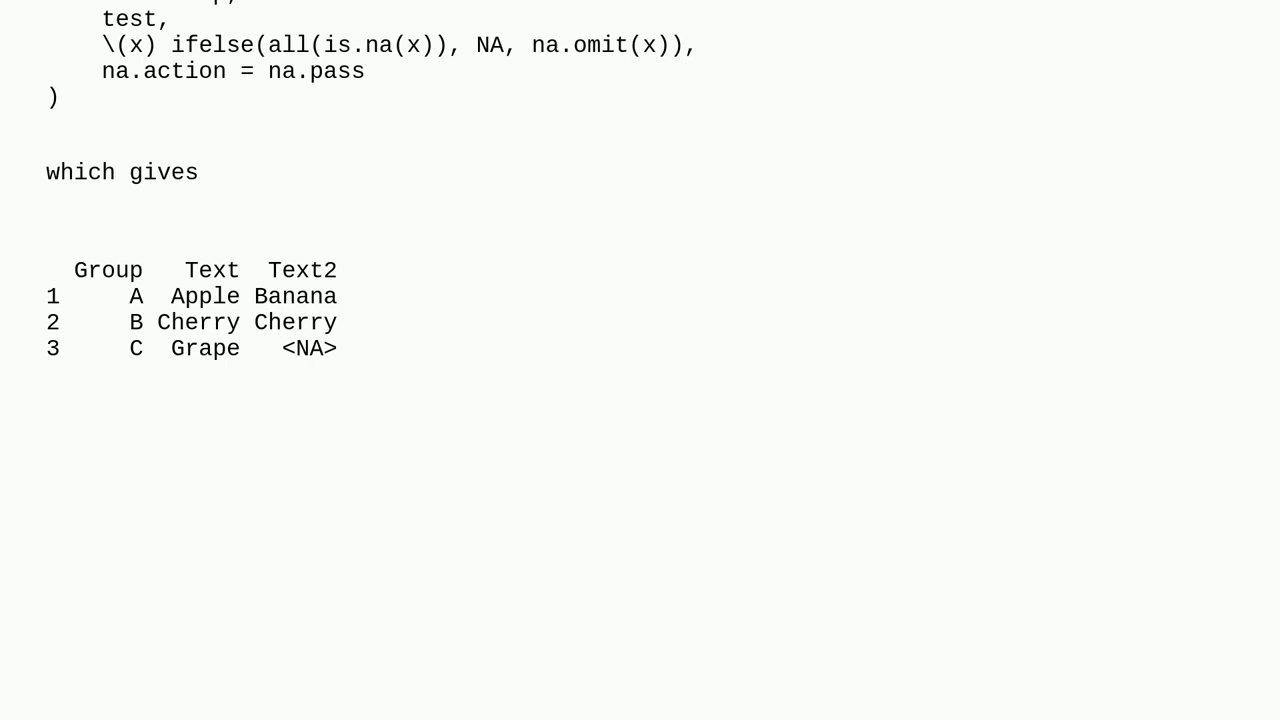 test,
\(x) ifelse(all(is.na(x)), NA, na.omit(x)),
na.action = na.pass
)
which gives
Group Text Text2
1 A Apple Banana
2 B Cherry Cherry
3 C Grape <NA>